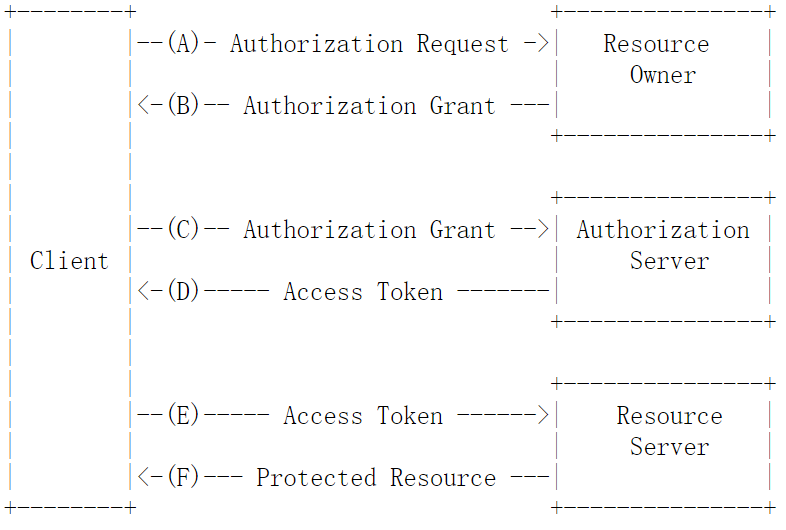 +--------+                               +---------------+
|        |--(A)- Authorization Request ->|   Resource    |
|        |                               |     Owner     |
|        |<-(B)-- Authorization Grant ---|               |
|        |                               +---------------+
|        |
|        |                               +---------------+
|        |--(C)-- Authorization Grant -->| Authorization |
| Client |                               |     Server    |
|        |<-(D)----- Access Token -------|               |
|        |                               +---------------+
|        |
|        |                               +---------------+
|        |--(E)----- Access Token ------>|    Resource   |
|        |                               |     Server    |
|        |<-(F)--- Protected Resource ---|               |
+--------+                               +---------------+